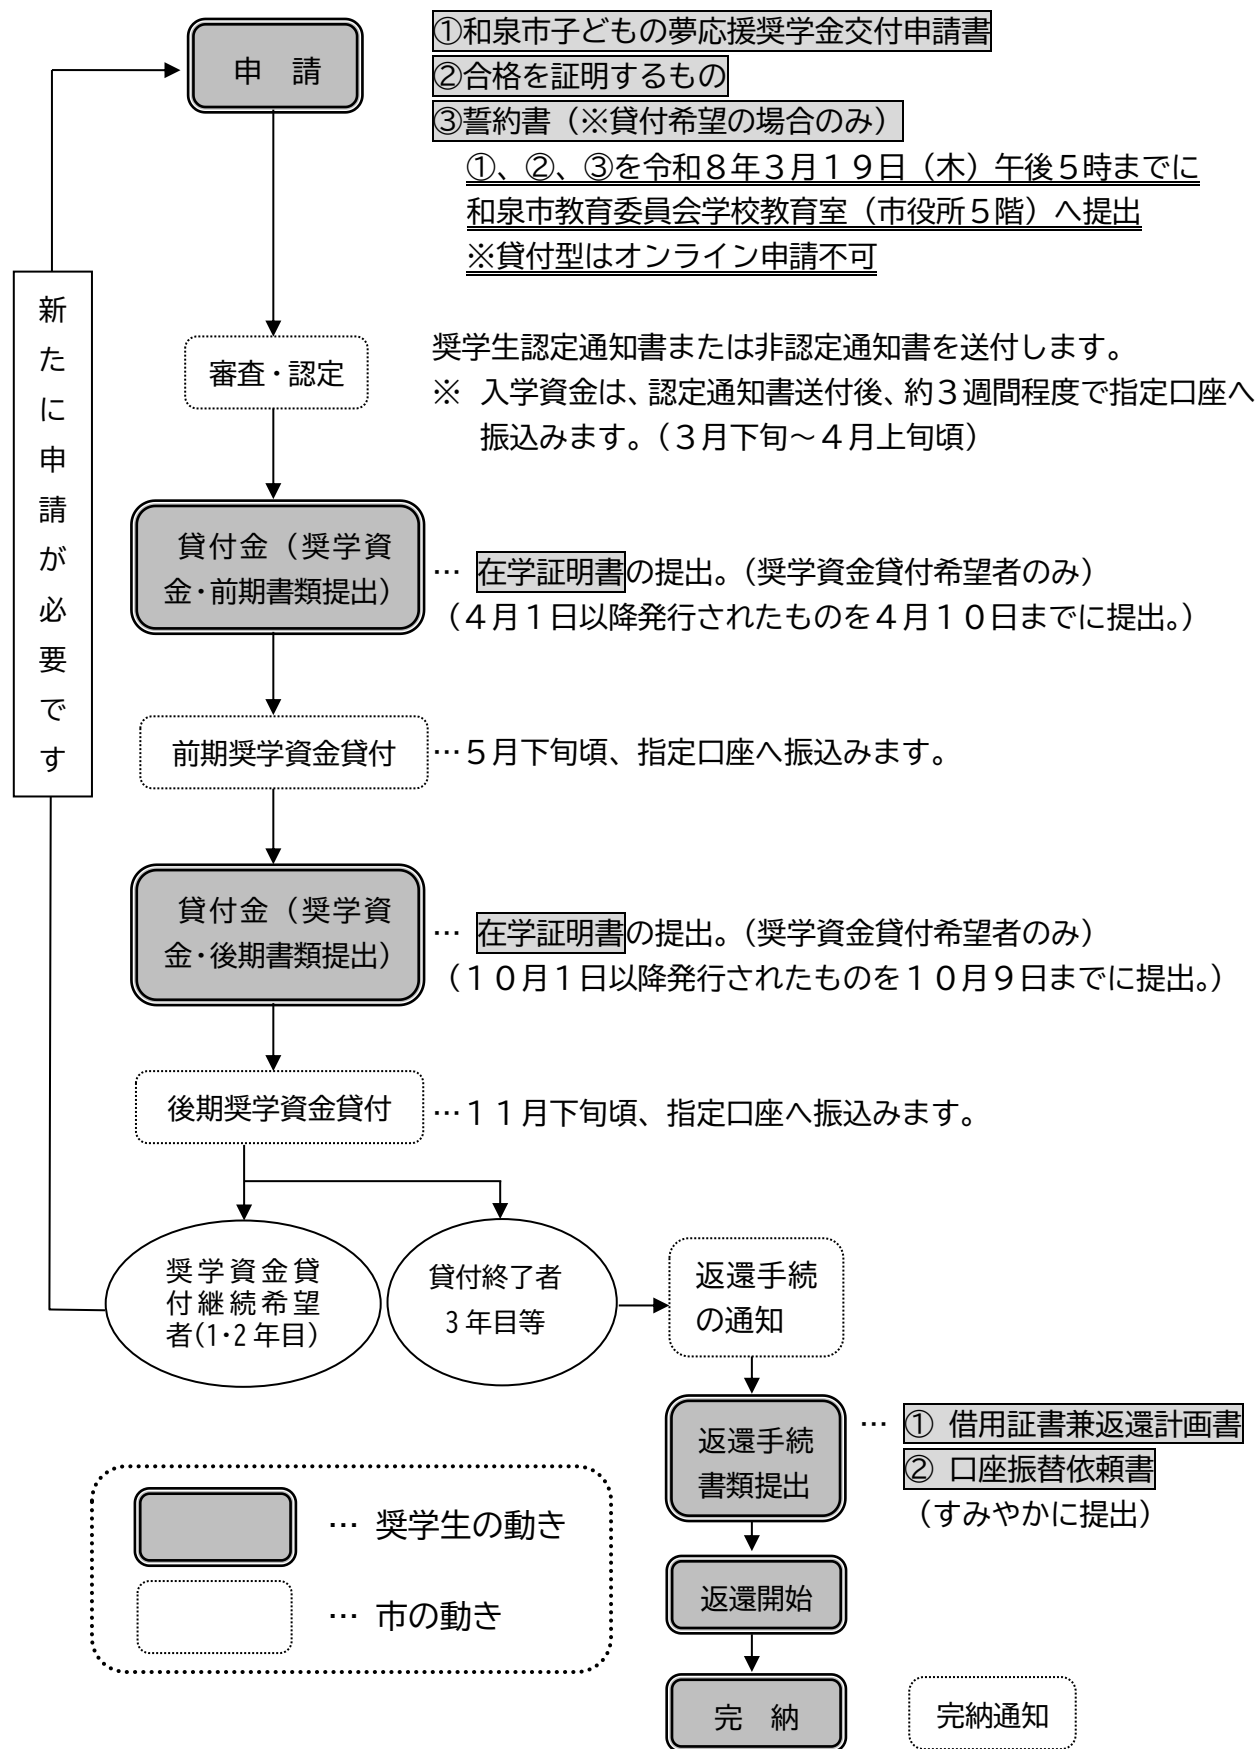 申　請
①和泉市子どもの夢応援奨学金交付申請書
②合格を証明するもの
③誓約書（※貸付希望の場合のみ）
①、②、③を令和８年３月１９日（木）午後５時までに
和泉市教育委員会学校教育室（市役所５階）へ提出
※貸付型はオンライン申請不可
新たに申請が必要です
審査・認定
奨学生認定通知書または非認定通知書を送付します。
※　入学資金は、認定通知書送付後、約３週間程度で指定口座へ
振込みます。（３月下旬～４月上旬頃）
貸付金（奨学資
金・前期書類提出）
… 在学証明書の提出。（奨学資金貸付希望者のみ）
（４月１日以降発行されたものを４月１０日までに提出。）
前期奨学資金貸付
…５月下旬頃、指定口座へ振込みます。
貸付金（奨学資
金・後期書類提出）
… 在学証明書の提出。（奨学資金貸付希望者のみ）
（１０月１日以降発行されたものを１０月９日までに提出。）
後期奨学資金貸付
…１１月下旬頃、指定口座へ振込みます。
奨学資金貸
付継続希望
者(1・2年目)
貸付終了者
3年目等
返還手続
の通知
返還手続
書類提出
… ① 借用証書兼返還計画書
② 口座振替依頼書
（すみやかに提出）
返還開始
完　納
完納通知
… 奨学生の動き
… 市の動き